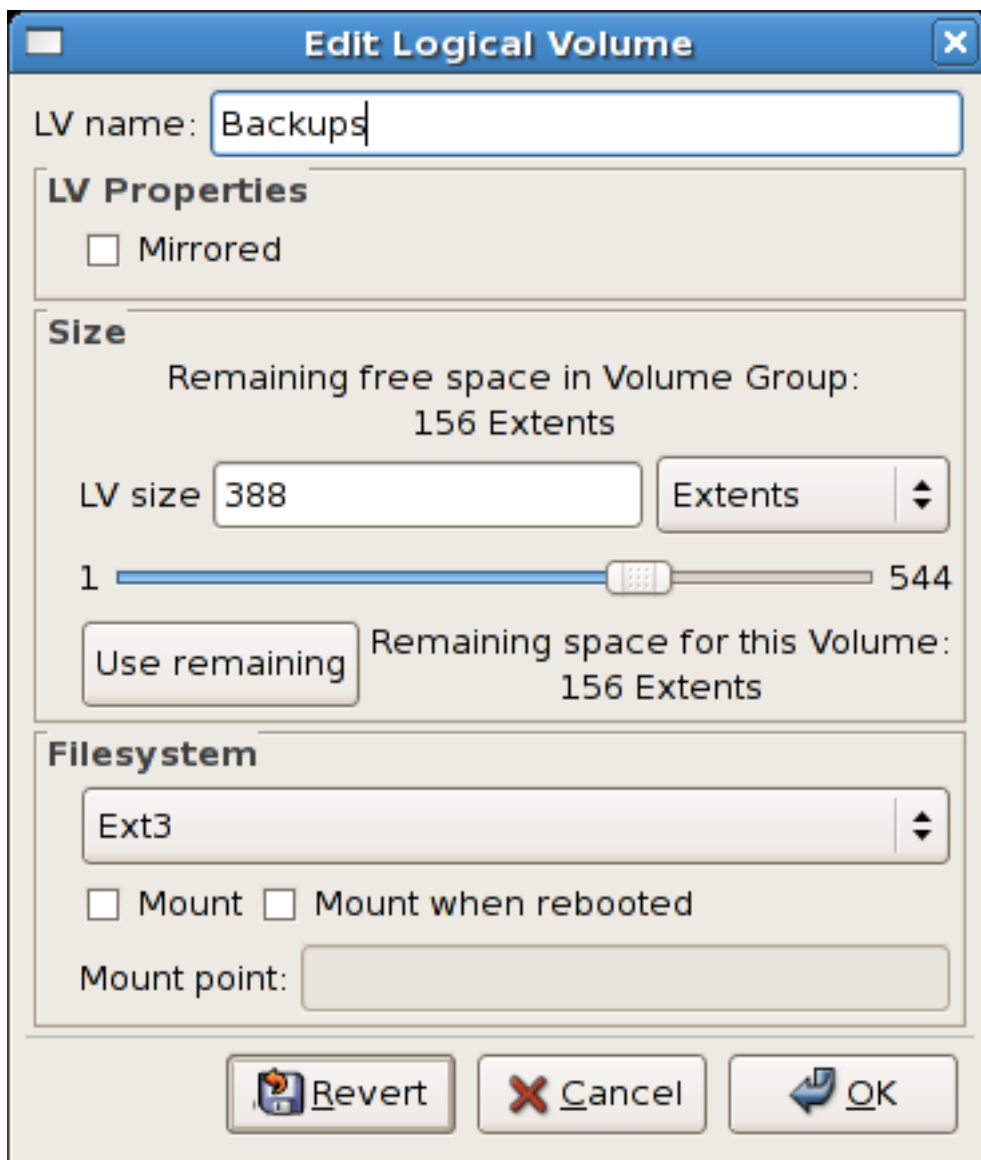 Edit Logical Volume
LV name: Backups
LV Properties
Mirrored
Size
Remaining free space in Volume Group:
156 Extents
LV size 388 Extents
1 544
Use remaining
Remaining space for this Volume:
156 Extents
Filesystem
Ext3
Mount Mount when rebooted
Mount point:
Revert Cancel OK